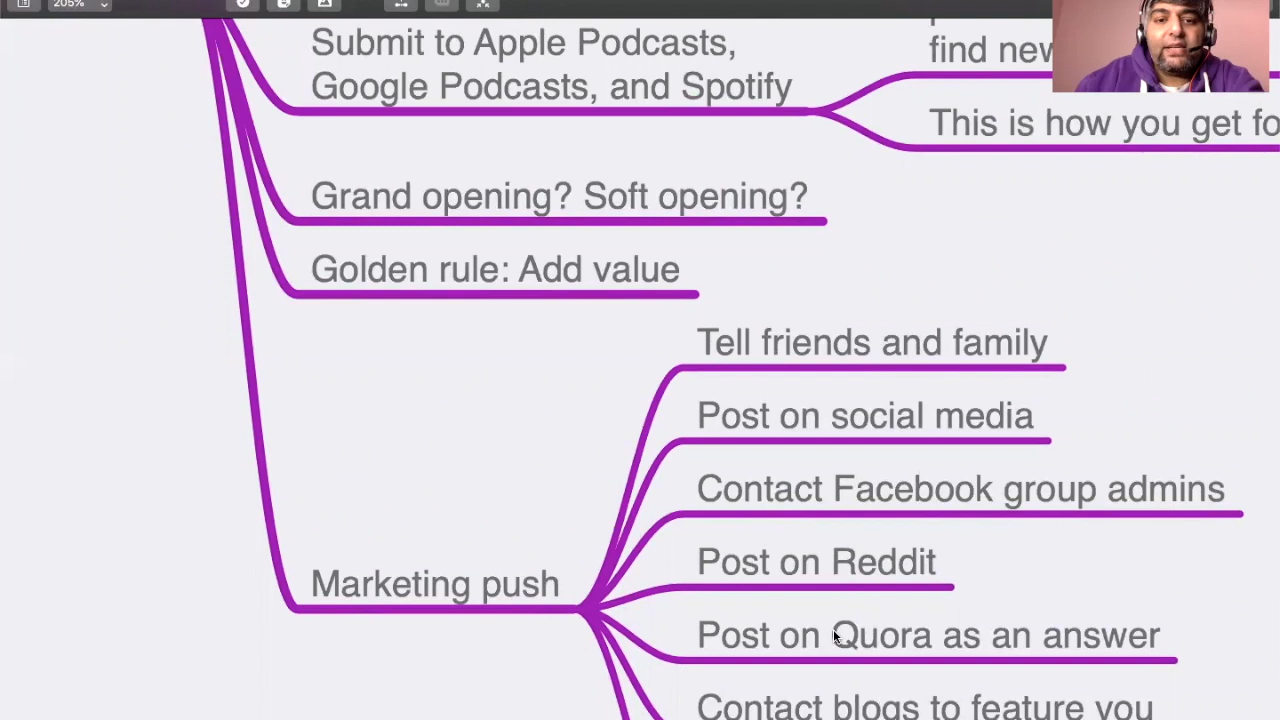 205%
Submit to Apple Podcasts,
Google Podcasts, and Spotify
find new
This is how you get fo
Grand opening? Soft opening?
Golden rule: Add value
Tell friends and family
Post on social media
Contact Facebook group admins
Post on Reddit
Marketing push
Post on Quora as an answer
Contact blogs to feature you